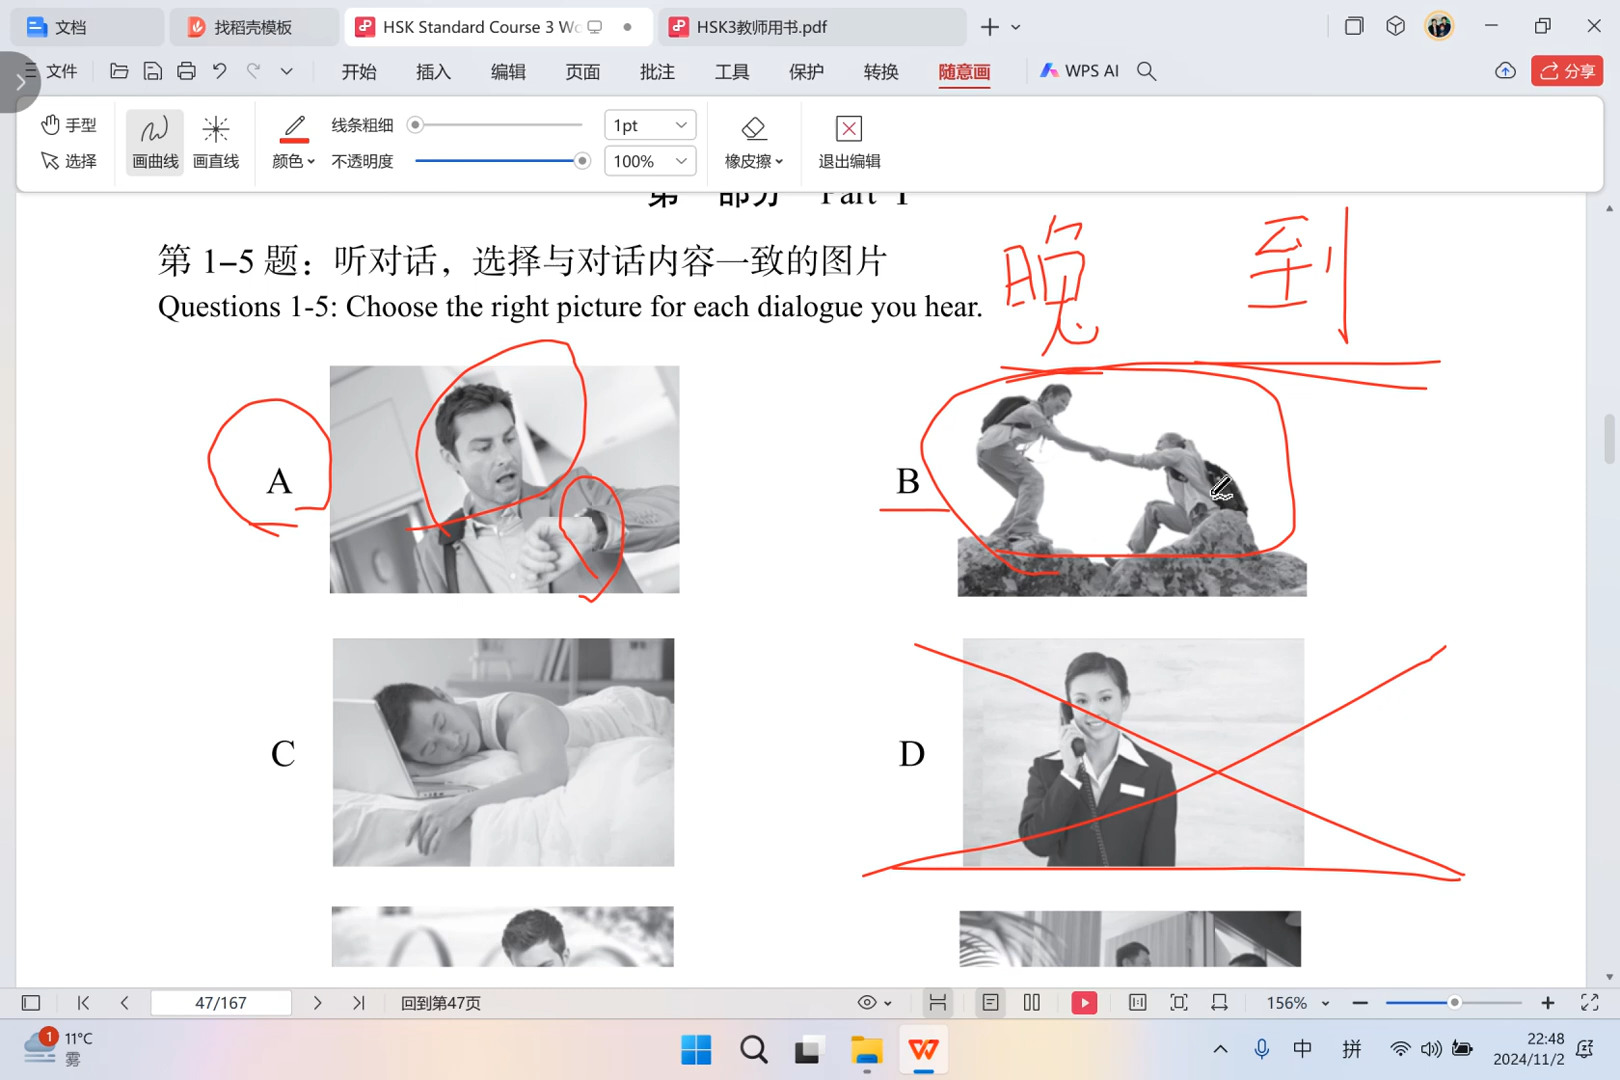 文档
找稻壳模板
HSK Standard Course 3 Wo
HSK3教师用书.pdf
文件
开始
插入
编辑
页面
批注
工具
保护
转换
随意画
WPS AI
分享
手型
选择
画曲线
画直线
颜色
线条粗细
1pt
不透明度
100%
橡皮擦
退出编辑
部分 Part 1
第 1–5 题：听对话，选择与对话内容一致的图片
Questions 1-5: Choose the right picture for each dialogue you hear.
晚 到
A
B
C
D
47/167
回到第47页
156%
1
11°C
雾
中
拼
22:48
2024/11/2